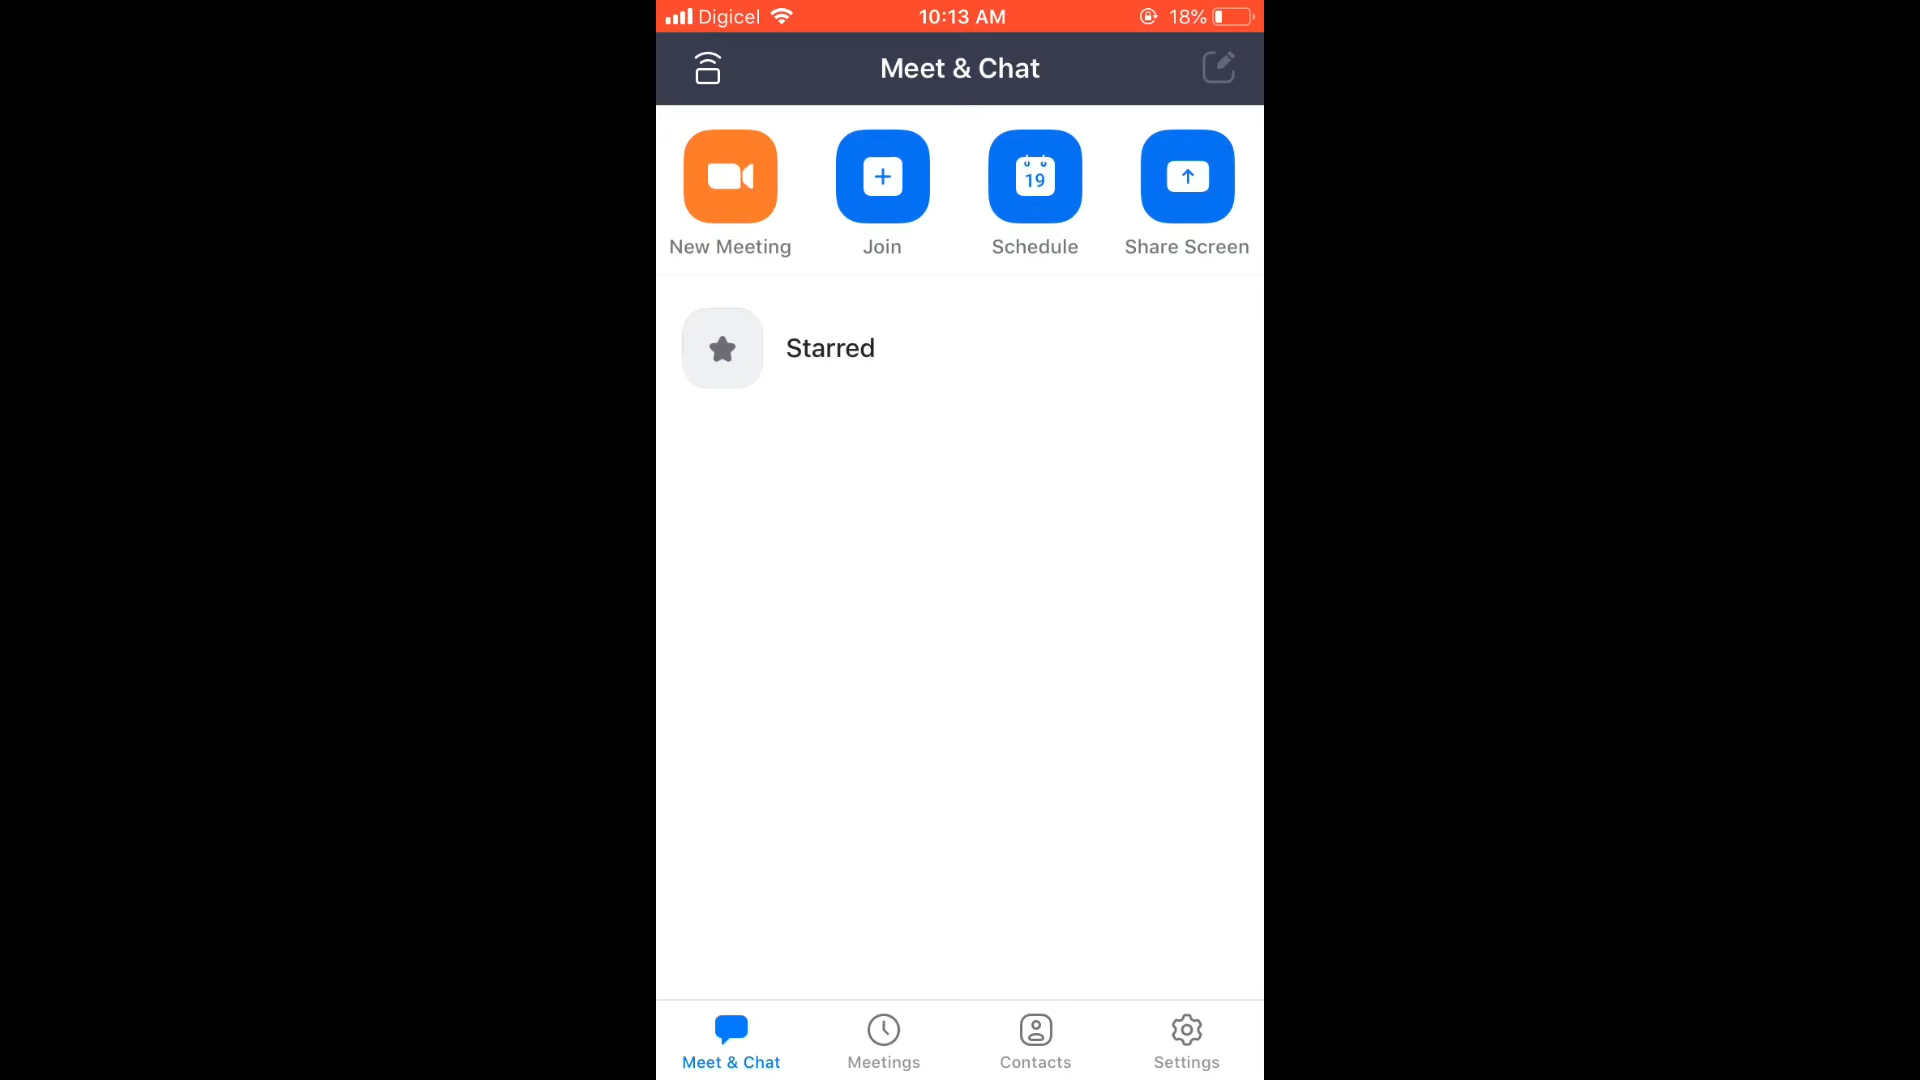 Digicel 10:13 AM 18%
Meet & Chat
19
New Meeting Join Schedule Share Screen
Starred
Meet & Chat Meetings Contacts Settings